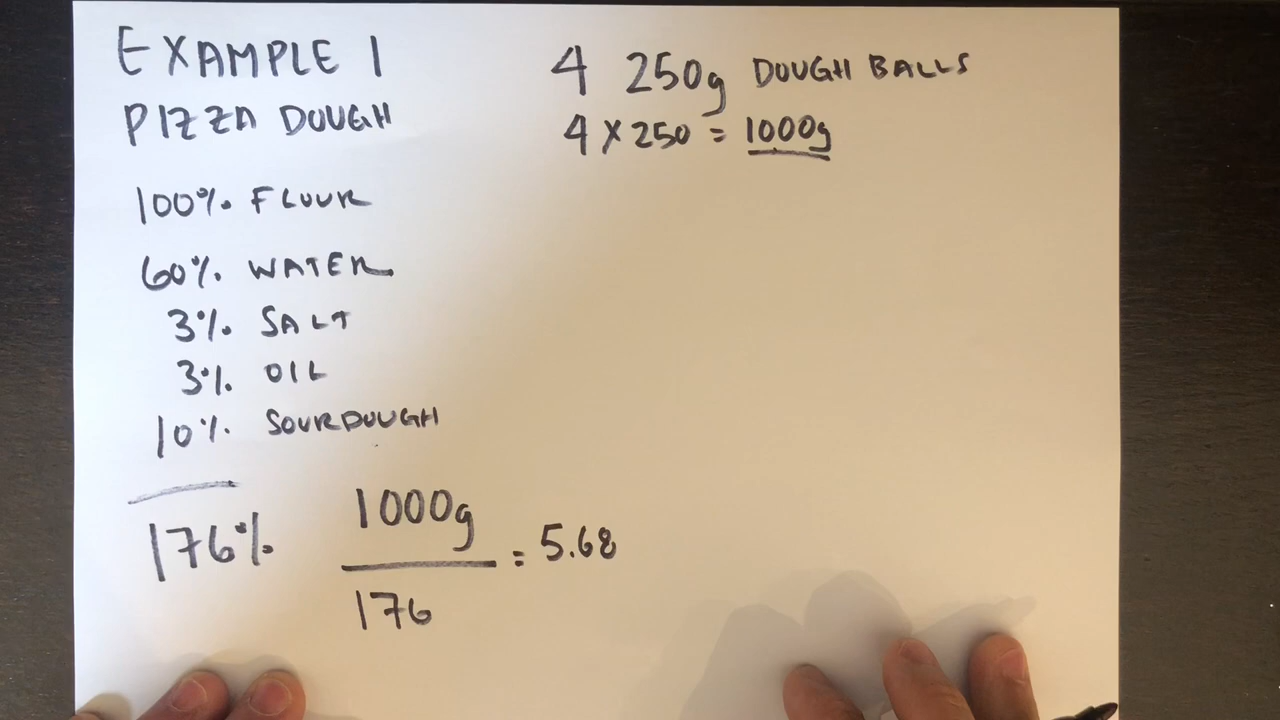 EXAMPLE 1
PIZZA DOUGH
100% FLOUR
60% WATER
3% SALT
3% OIL
10% SOURDOUGH
176%
1000g
176
= 5.68
4 250g DOUGH BALLS
4 x 250 = 1000g